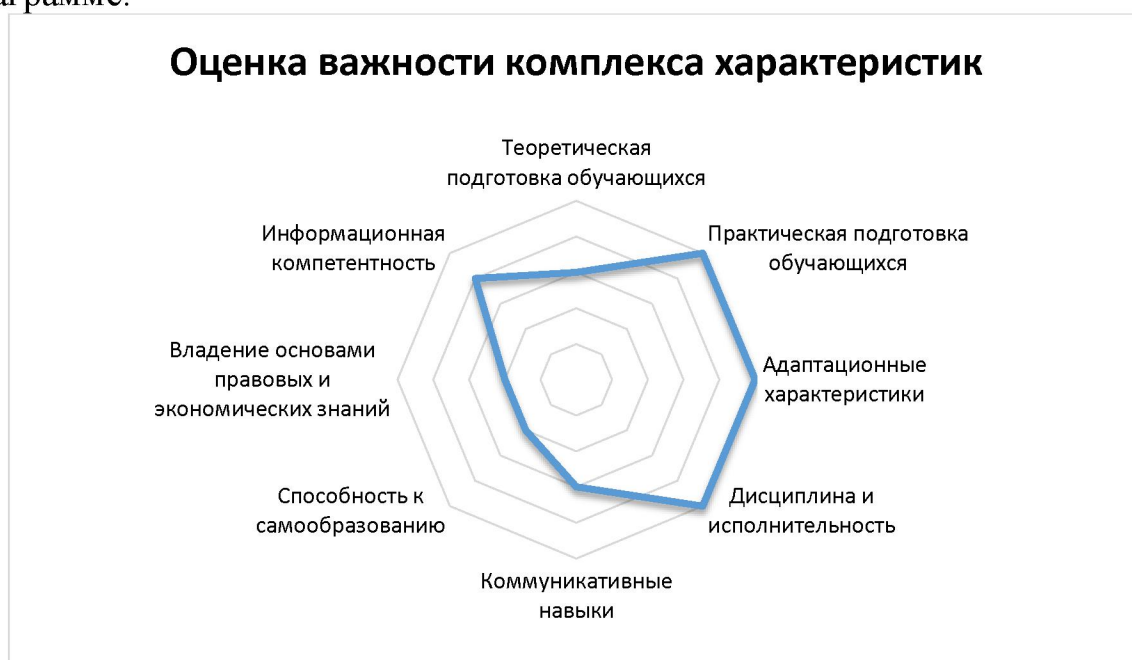 Оценка важности комплекса характеристик
Теоретическая
подготовка обучающихся
Практическая подготовка
обучающихся
Адаптационные
характеристики
Дисциплина и
исполнительность
Коммуникативные
навыки
Способность к
самообразованию
Владение основами
правовых и
экономических знаний
Информационная
компетентность